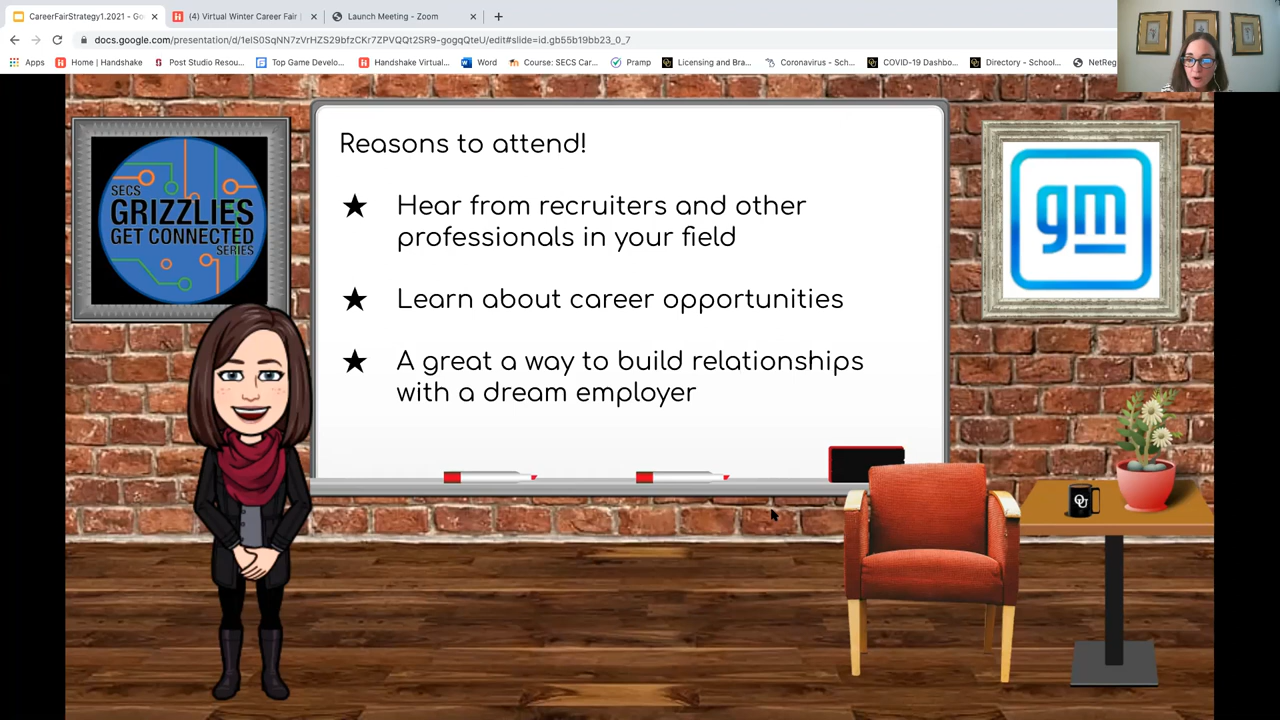 CareerFairStrategy1.2021 - Go
(4) Virtual Winter Career Fair
Launch Meeting - Zoom
docs.google.com/presentation/d/1eIS0SqNN7zVrHZS29bfzCKr7ZPVQQt2SR9-gogqQteU/edit#slide=id.gb55b19bb23_0_7
Apps
Home | Handshake
Post Studio Resou...
Top Game Develo...
Handshake Virtual...
Word
Course: SECS Car...
Pramp
Licensing and Bra...
Coronavirus - Sch...
COVID-19 Dashbo...
Directory - School...
NetReg
SECS
GRIZZLIES
GET CONNECTED
SERIES
Reasons to attend!
★ Hear from recruiters and other
professionals in your field
★ Learn about career opportunities
★ A great a way to build relationships
with a dream employer
gm
OU